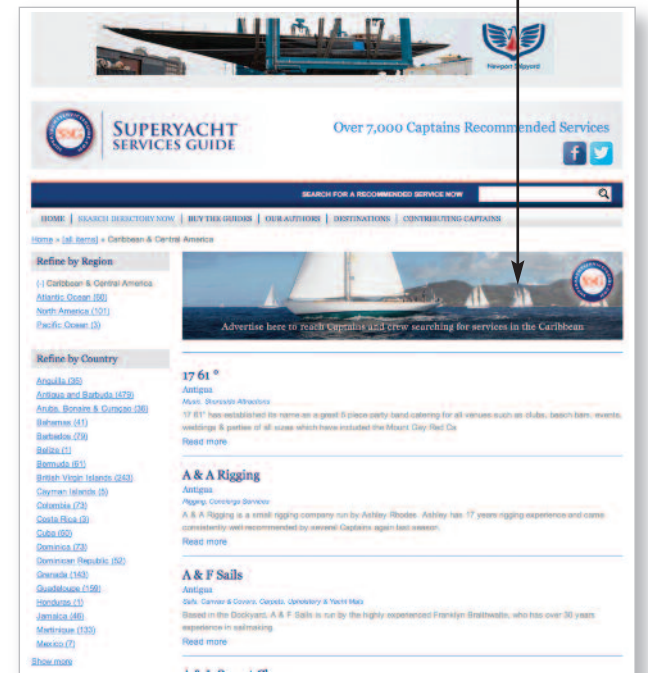 Newport Shipyard
SSG
SUPERYACHT
SERVICES GUIDE
Over 7,000 Captains Recommended Services
SEARCH FOR A RECOMMENDED SERVICE NOW
HOME | SEARCH DIRECTORY NOW | BUY THE GUIDES | OUR AUTHORS | DESTINATIONS | CONTRIBUTING CAPTAINS
Home » [all items] » Caribbean & Central America
Refine by Region
(-) Caribbean & Central America
Atlantic Ocean (50)
North America (101)
Pacific Ocean (3)
SSG
Advertise here to reach Captains and crew searching for services in the Caribbean
Refine by Country
Anguilla (35)
Antigua and Barbuda (479)
Aruba, Bonaire & Curaçao (36)
Bahamas (41)
Barbados (79)
Belize (1)
Bermuda (61)
British Virgin Islands (243)
Cayman Islands (5)
Colombia (73)
Costa Rica (3)
Cuba (60)
Dominica (73)
Dominican Republic (52)
Grenada (143)
Guadeloupe (159)
Honduras (1)
Jamaica (46)
Martinique (133)
Mexico (7)
Show more
17 61 °
Antigua
Music, Shoreside Attractions
17 61° has established its name as a great 5 piece party band catering for all venues such as clubs, beach bars, events,
weddings & parties of all sizes which have included the Mount Gay Red Ca
Read more
A & A Rigging
Antigua
Rigging, Concierge Services
A & A Rigging is a small rigging company run by Ashley Rhodes. Ashley has 17 years rigging experience and come
consistently well recommended by several Captains again last season.
Read more
A & F Sails
Antigua
Sails, Canvas & Covers, Carpets, Upholstery & Yacht Mats
Based in the Dockyard, A & F Sails is run by the highly experienced Franklyn Braithwaite, who has over 30 years
experience in sailmaking.
Read more